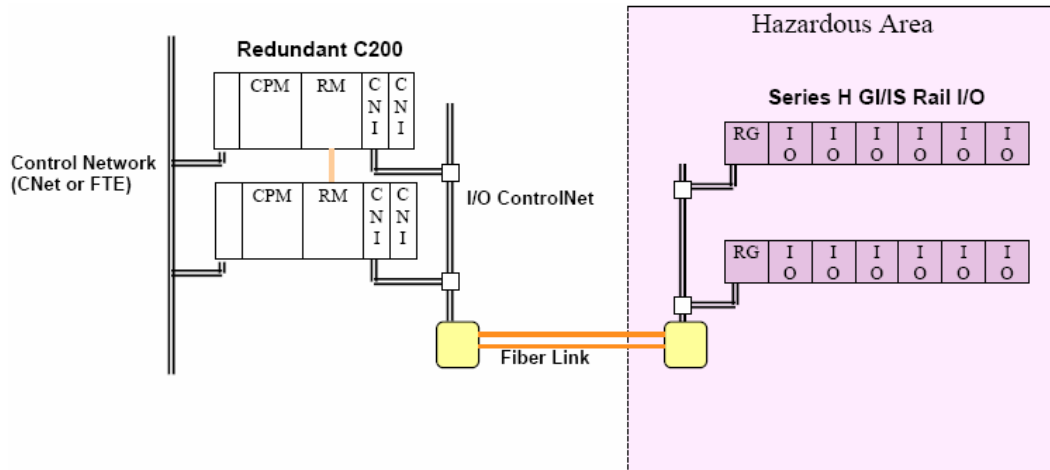 Hazardous Area
Redundant C200
CPM RM C N I C N I
Series H GI/IS Rail I/O
RG I O I O I O I O I O I O
Control Network
(CNet or FTE)
I/O ControlNet
CPM RM C N I C N I
RG I O I O I O I O I O I O
Fiber Link